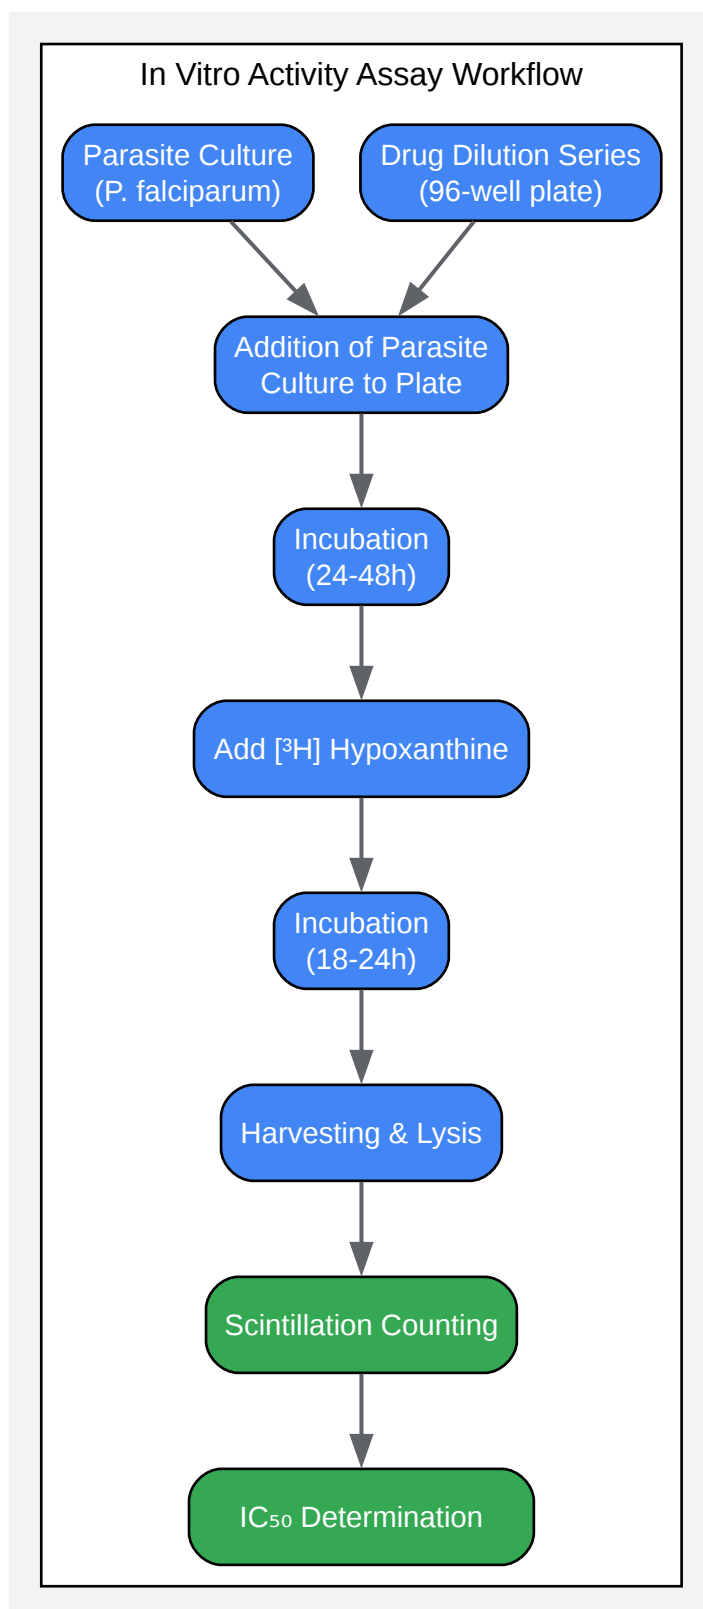 In Vitro Activity Assay Workflow
Parasite Culture
(P. falciparum)
Drug Dilution Series
(96-well plate)
Addition of Parasite
Culture to Plate
Incubation
(24-48h)
Add [³H] Hypoxanthine
Incubation
(18-24h)
Harvesting & Lysis
Scintillation Counting
IC₅₀ Determination